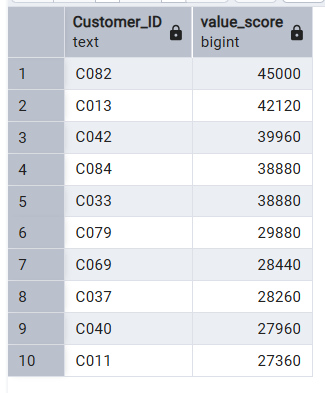 Customer_ID value_score
text bigint
1 C082 45000
2 C013 42120
3 C042 39960
4 C084 38880
5 C033 38880
6 C079 29880
7 C069 28440
8 C037 28260
9 C040 27960
10 C011 27360